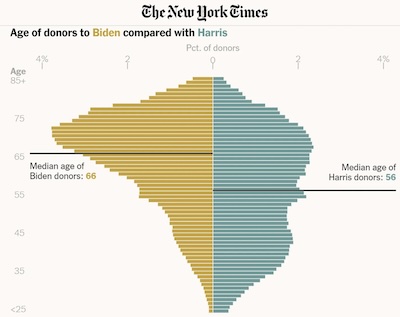 The New York Times
Age of donors to Biden compared with Harris
Pct. of donors
4%
2
0
2
4%
Age
85+
75
65
55
45
35
<25
Median age of
Biden donors: 66
Median age of
Harris donors: 56